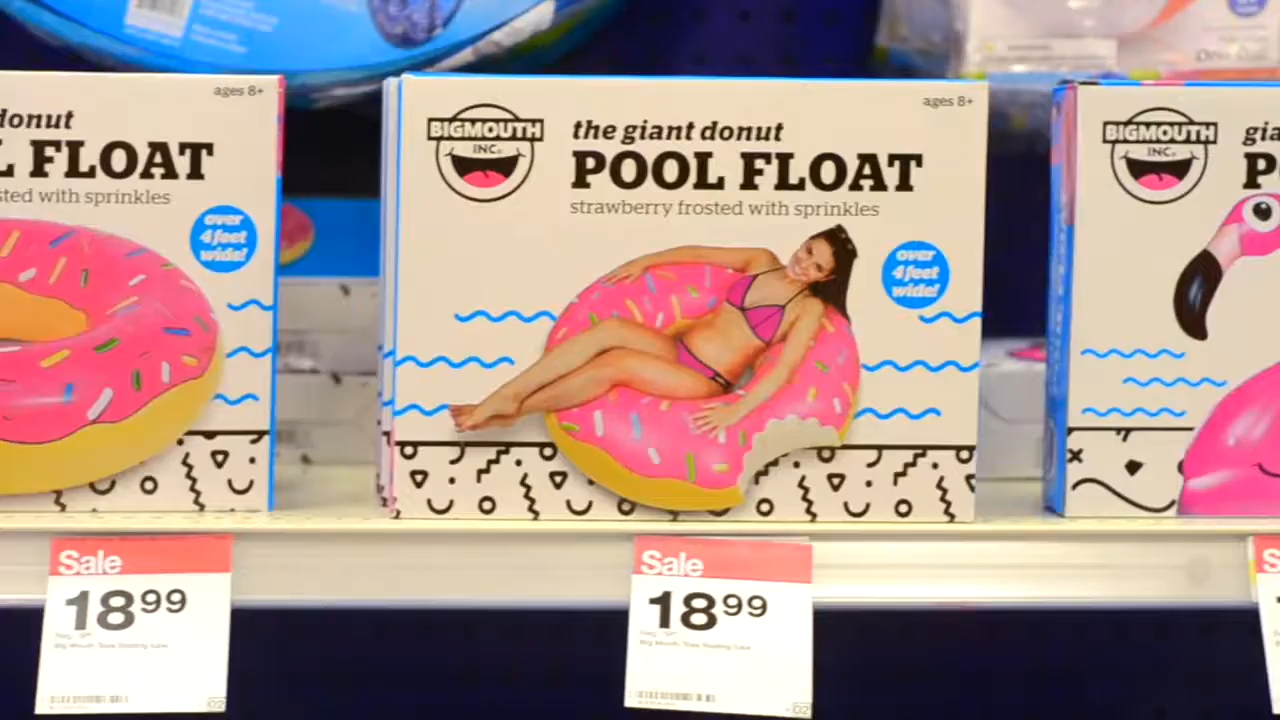 donut
L FLOAT
sted with sprinkles
ages 8+
over
4 feet
wide!
BIGMOUTH
INC.
the giant donut
POOL FLOAT
strawberry frosted with sprinkles
ages 8+
over
4 feet
wide!
BIGMOUTH
INC.
gia
P
Sale
18 99
Sale
18 99
S